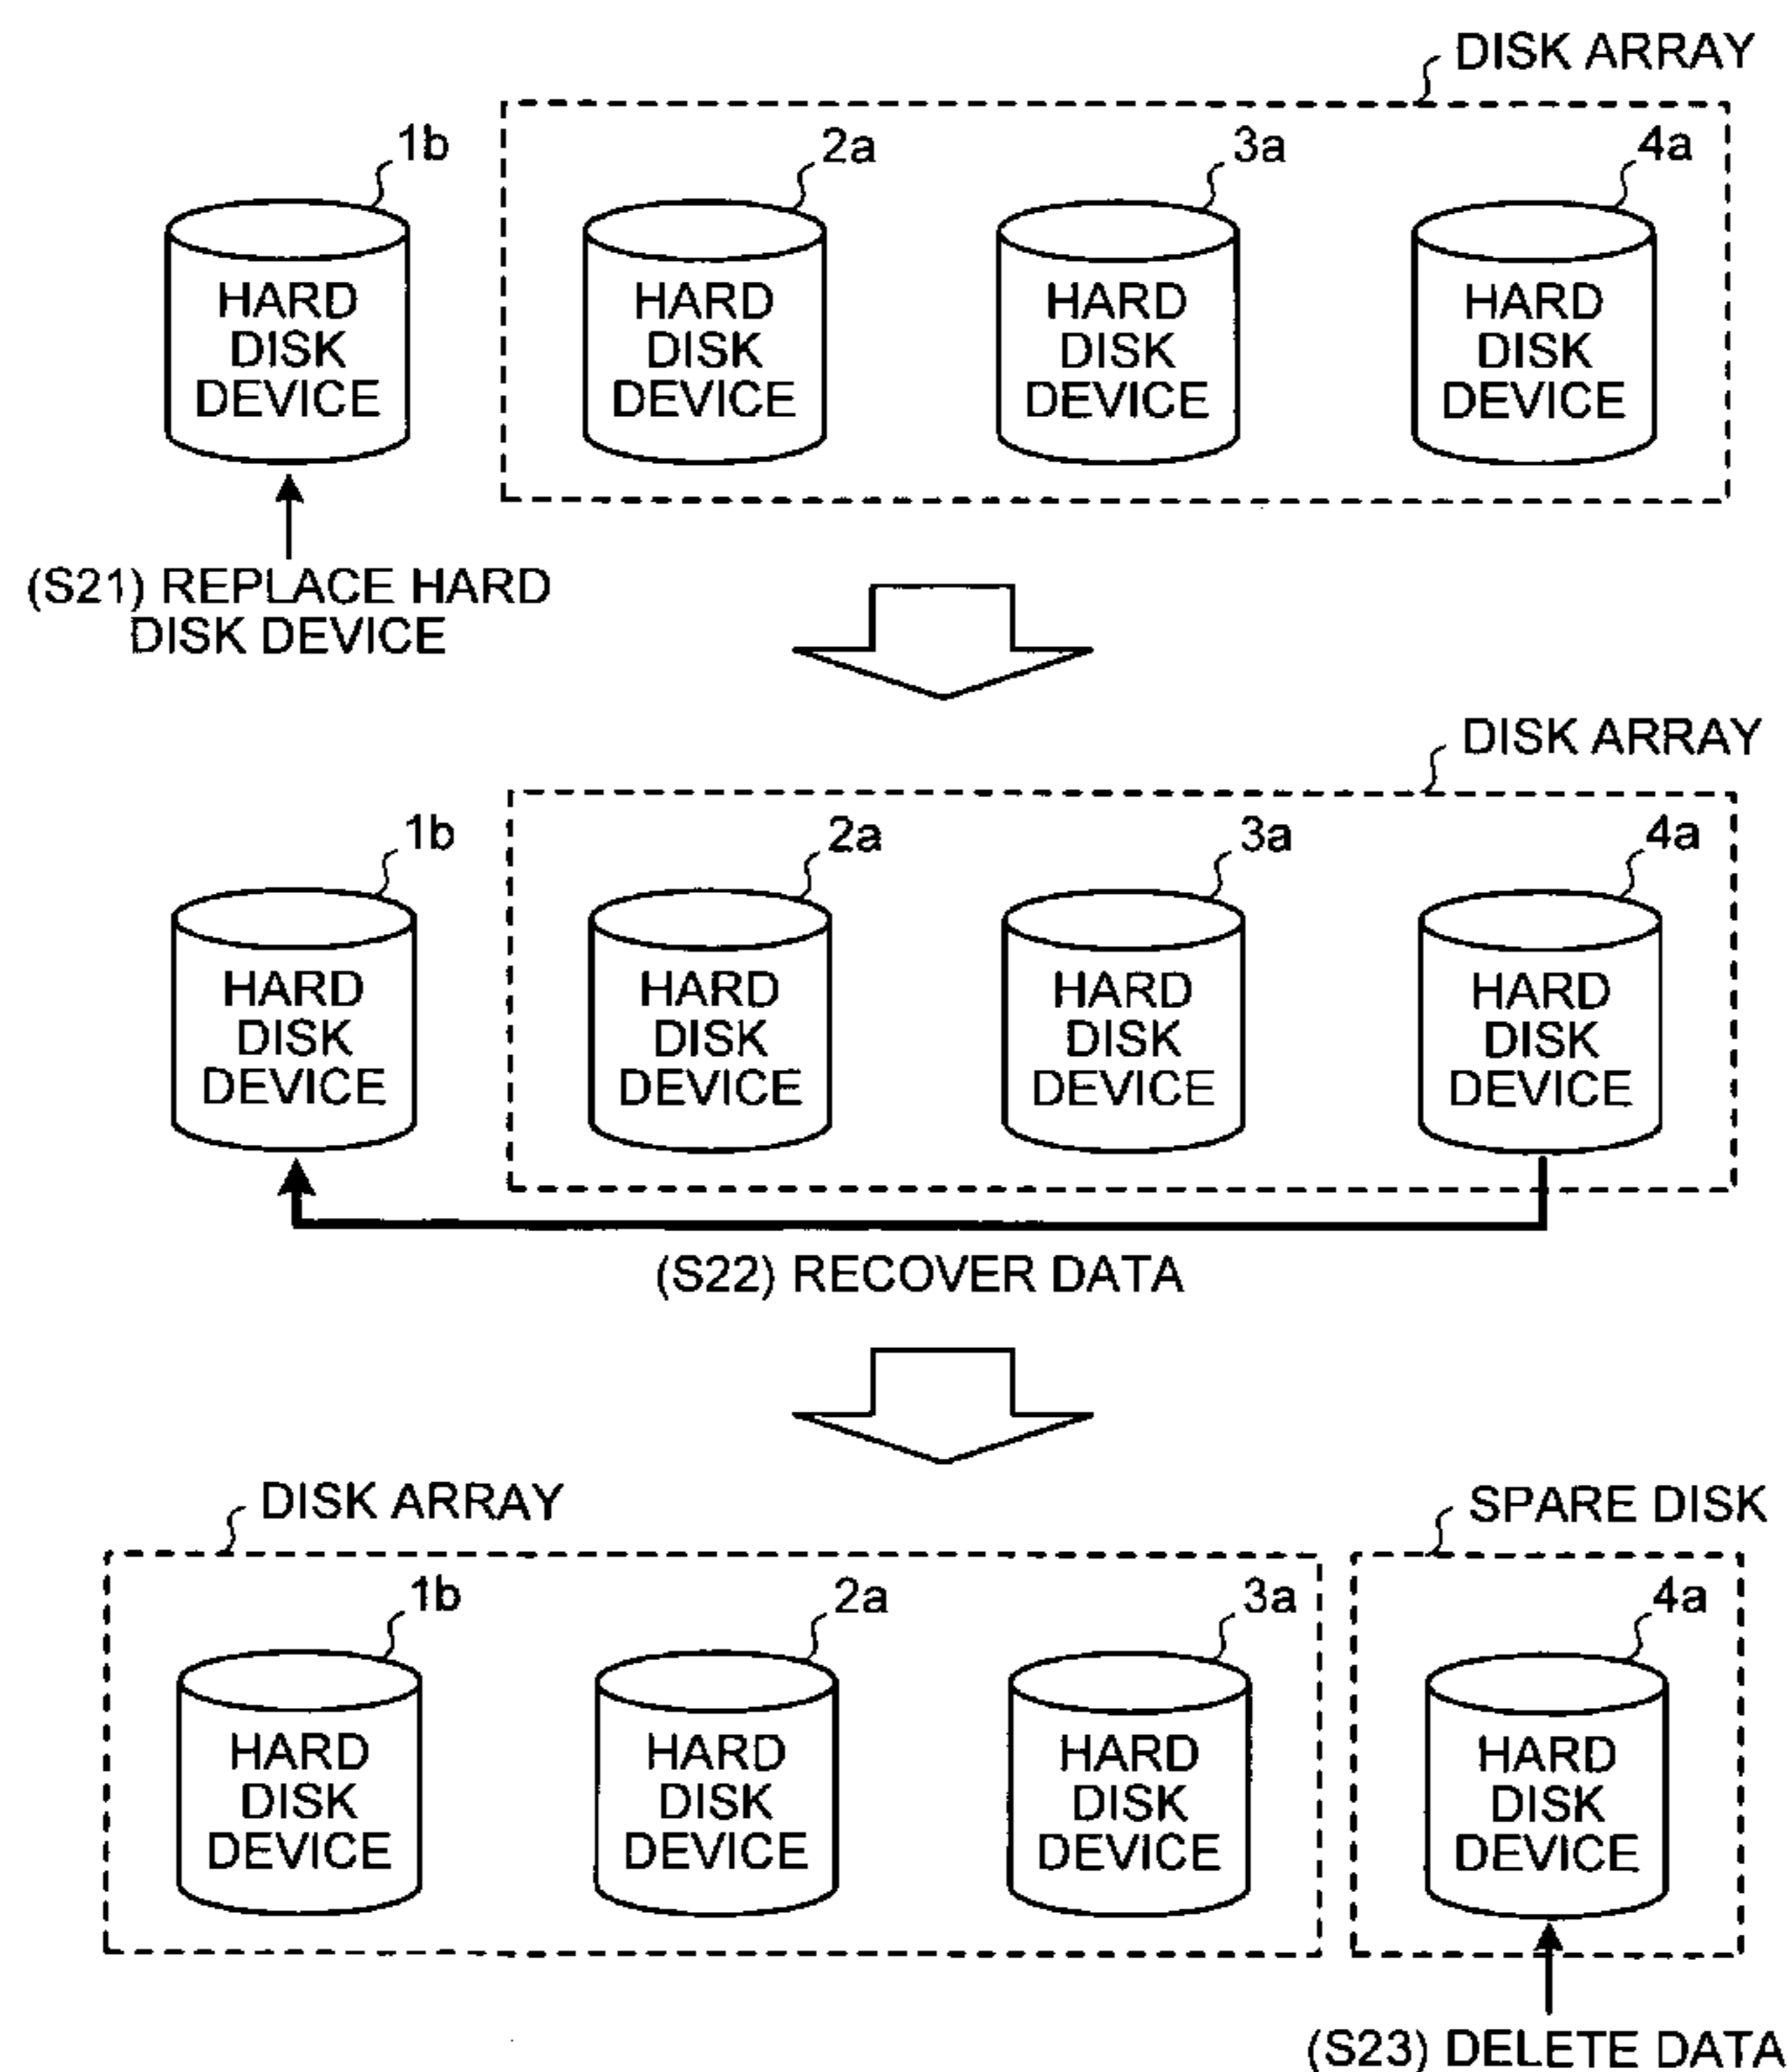 DISK ARRAY
1b
2a
3a
4a
HARD
DISK
DEVICE
HARD
DISK
DEVICE
HARD
DISK
DEVICE
HARD
DISK
DEVICE
(S21) REPLACE HARD
DISK DEVICE
DISK ARRAY
1b
2a
3a
4a
HARD
DISK
DEVICE
HARD
DISK
DEVICE
HARD
DISK
DEVICE
HARD
DISK
DEVICE
(S22) RECOVER DATA
DISK ARRAY
SPARE DISK
1b
2a
3a
4a
HARD
DISK
DEVICE
HARD
DISK
DEVICE
HARD
DISK
DEVICE
HARD
DISK
DEVICE
(S23) DELETE DATA